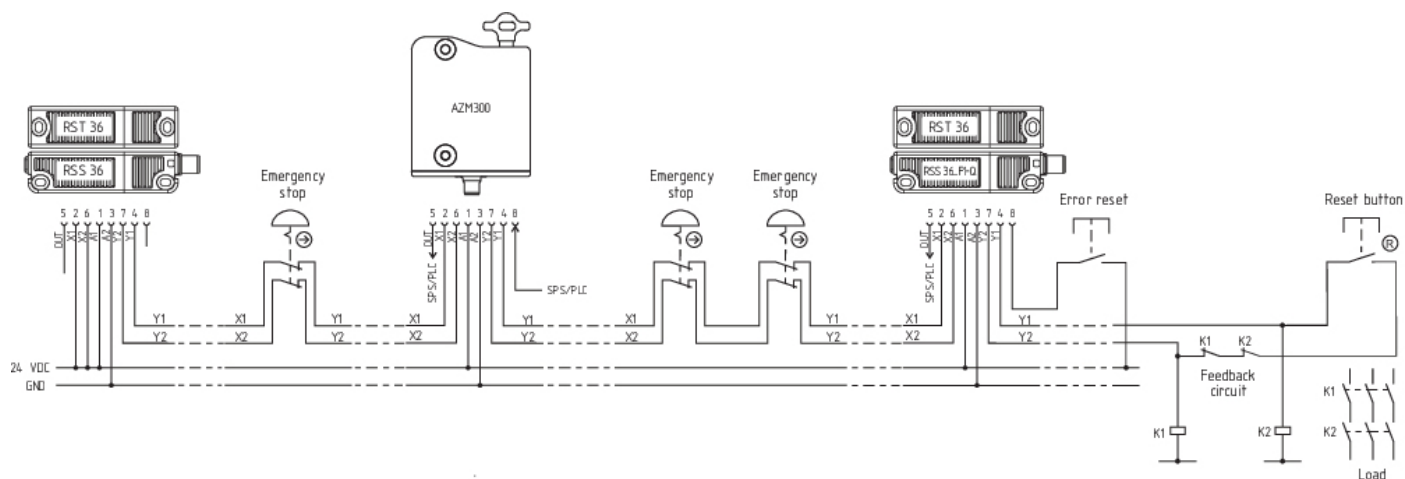 AZM300
RST 36
RSS 36
RST 36
RSS 36_PI-Q
Emergency
stop
Emergency
stop
Emergency
stop
Error reset
Reset button
R
5 2 6 1 3 7 4 8
OUT X1 X2 A1 A2 Y2 Y1
5 2 6 1 3 7 4 8
OUT X1 X2 A1 A2 Y2 Y1
SPS/PLC
SPS/PLC
5 2 6 1 3 7 4 8
OUT X1 X2 A1 A2 Y2 Y1
SPS/PLC
Y1 X1 Y1 X1 Y1 X1 Y1 X1 Y1
Y2 X2 Y2 X2 Y2 X2 Y2 X2 Y2
24 VDC
GND
K1 K2
Feedback
circuit
K1
K2
K1
K2
Load